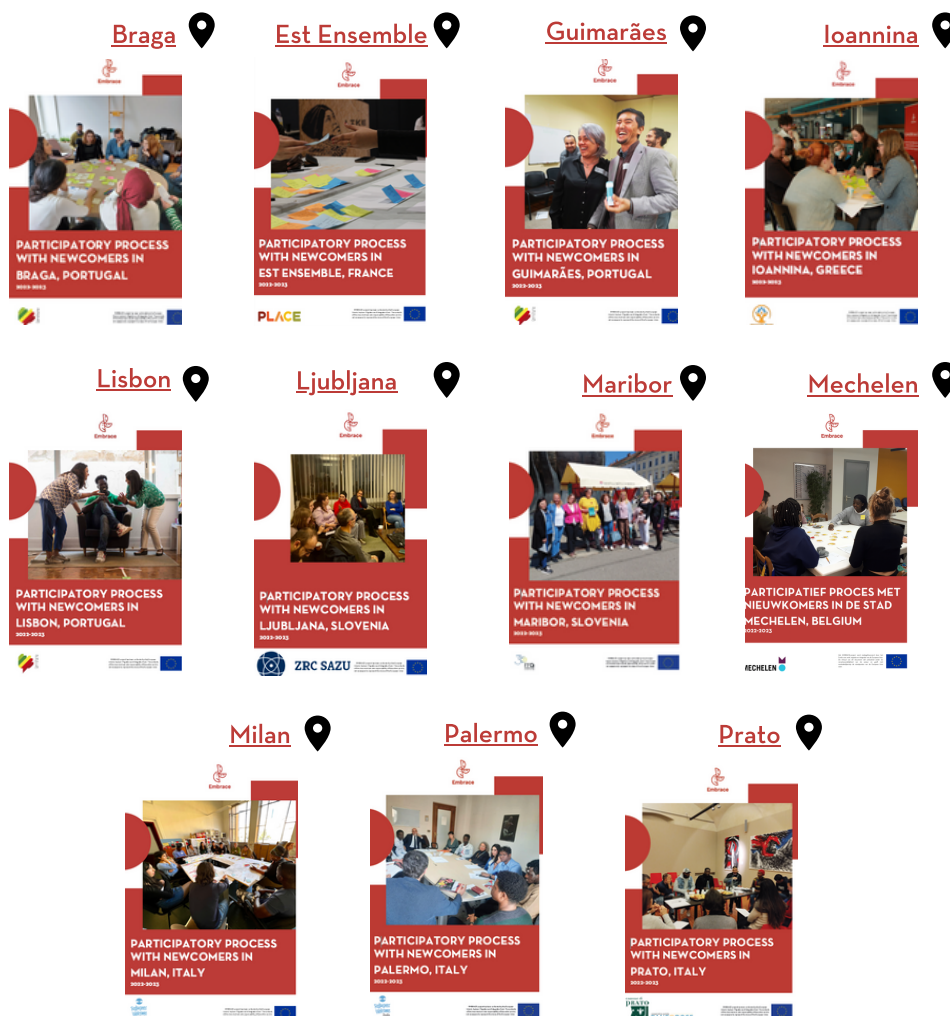 Braga
Est Ensemble
Guimarães
Ioannina
Embrace
PARTICIPATORY PROCESS
WITH NEWCOMERS IN
BRAGA, PORTUGAL
2022-2023
Embrace
PARTICIPATORY PROCESS
WITH NEWCOMERS IN
EST ENSEMBLE, FRANCE
2022-2023
PLACE
Embrace
PARTICIPATORY PROCESS
WITH NEWCOMERS IN
GUIMARÃES, PORTUGAL
2022-2023
Embrace
PARTICIPATORY PROCESS
WITH NEWCOMERS IN
IOANNINA, GREECE
2022-2023
Lisbon
Ljubljana
Maribor
Mechelen
Embrace
PARTICIPATORY PROCESS
WITH NEWCOMERS IN
LISBON, PORTUGAL
2022-2023
Embrace
PARTICIPATORY PROCESS
WITH NEWCOMERS IN
LJUBLJANA, SLOVENIA
2022-2023
ZRC SAZU
Embrace
PARTICIPATORY PROCESS
WITH NEWCOMERS IN
MARIBOR, SLOVENIA
2022-2023
Embrace
PARTICIPATIEF PROCES MET
NIEUWKOMERS IN DE STAD
MECHELEN, BELGIUM
2022-2023
MECHELEN
Milan
Palermo
Prato
Embrace
PARTICIPATORY PROCESS
WITH NEWCOMERS IN
MILAN, ITALY
2022-2023
Embrace
PARTICIPATORY PROCESS
WITH NEWCOMERS IN
PALERMO, ITALY
2022-2023
Embrace
PARTICIPATORY PROCESS
WITH NEWCOMERS IN
PRATO, ITALY
2022-2023
PRATO